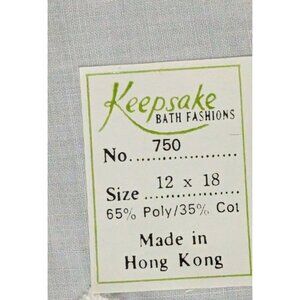 Keepsake
BATH FASHIONS
No. 750
Size 12 x 18
65% Poly/35% Cot
Made in
Hong Kong